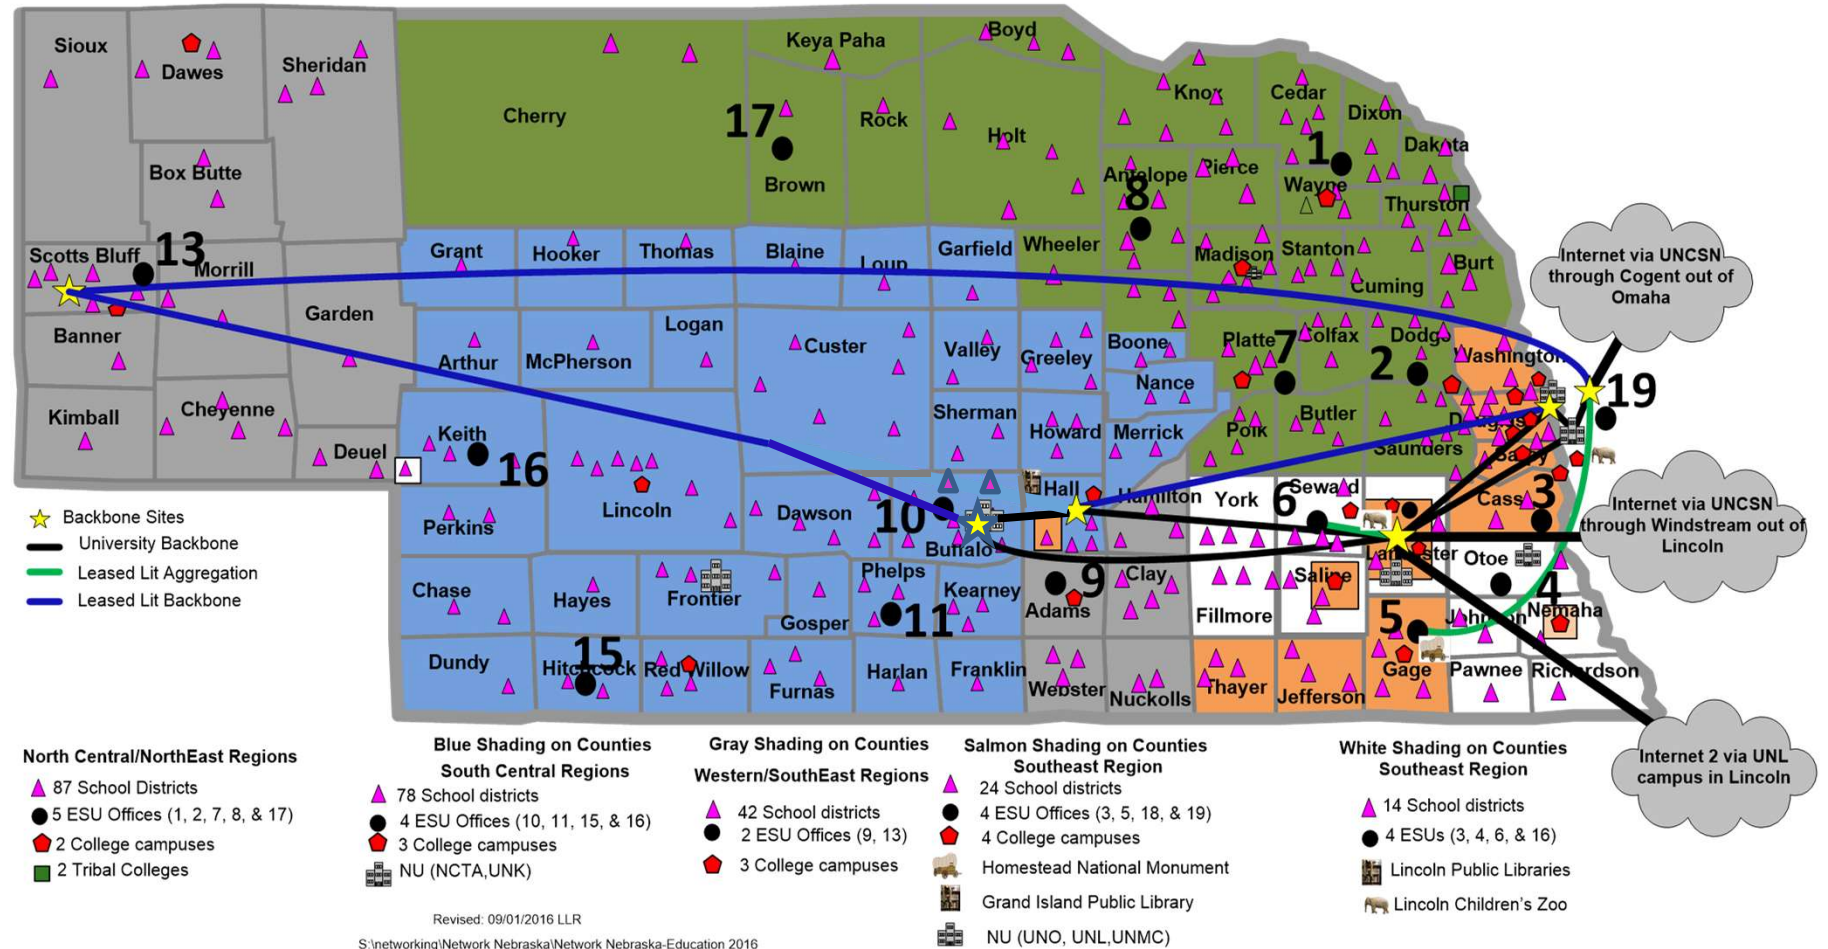 Sioux
Dawes
Sheridan
Box Butte
Scotts Bluff
13
Morrill
Banner
Garden
Kimball
Cheyenne
Deuel
Cherry
Keya Paha
Boyd
17
Brown
Rock
Holt
Knox
Cedar
Dixon
Dakota
1
Antelope
Pierce
Wayne
Thurston
8
Wheeler
Madison
Stanton
Cuming
Burt
Grant
Hooker
Thomas
Blaine
Loup
Garfield
Arthur
McPherson
Logan
Custer
Valley
Greeley
Boone
Nance
Platte
7
Colfax
2
Dodge
Washington
19
Keith
16
Lincoln
Sherman
Howard
Merrick
Polk
Butler
Saunders
Douglas
Sarpy
Perkins
Dawson
10
Buffalo
Hall
Hamilton
York
6
Seward
Lancaster
Cass
3
Otoe
4
Chase
Hayes
Frontier
Gosper
Phelps
11
Kearney
Adams
9
Clay
Fillmore
Saline
5
Johnson
Nemaha
Dundy
15
Hitchcock
Red Willow
Furnas
Harlan
Franklin
Webster
Nuckolls
Thayer
Jefferson
Gage
Pawnee
Richardson
Internet via UNCSN
through Cogent out of
Omaha
Internet via UNCSN
through Windstream out of
Lincoln
Internet 2 via UNL
campus in Lincoln
Backbone Sites
University Backbone
Leased Lit Aggregation
Leased Lit Backbone
North Central/NorthEast Regions
87 School Districts
5 ESU Offices (1, 2, 7, 8, & 17)
2 College campuses
2 Tribal Colleges
Blue Shading on Counties
South Central Regions
78 School districts
4 ESU Offices (10, 11, 15, & 16)
3 College campuses
NU (NCTA,UNK)
Gray Shading on Counties
Western/SouthEast Regions
42 School districts
2 ESU Offices (9, 13)
3 College campuses
Salmon Shading on Counties
Southeast Region
24 School districts
4 ESU Offices (3, 5, 18, & 19)
4 College campuses
Homestead National Monument
Grand Island Public Library
NU (UNO, UNL,UNMC)
White Shading on Counties
Southeast Region
14 School districts
4 ESUs (3, 4, 6, & 16)
Lincoln Public Libraries
Lincoln Children's Zoo
Revised: 09/01/2016 LLR
S:\networking\Network Nebraska\Network Nebraska-Education 2016